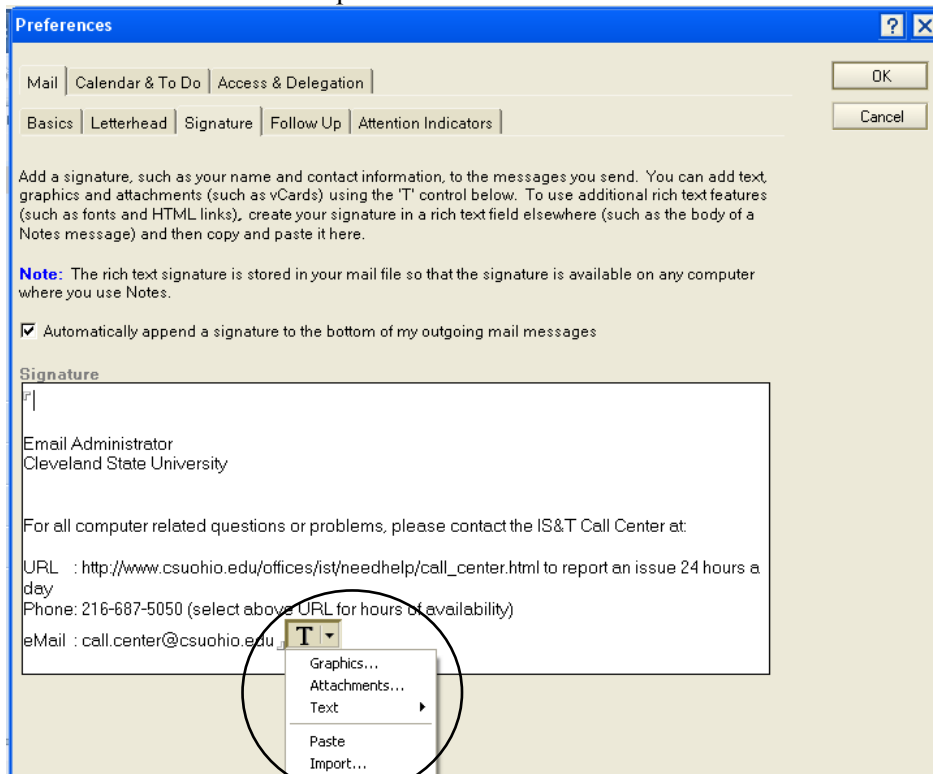 Preferences
Mail Calendar & To Do Access & Delegation
OK
Basics Letterhead Signature Follow Up Attention Indicators
Cancel
Add a signature, such as your name and contact information, to the messages you send. You can add text,
graphics and attachments (such as vCards) using the 'T' control below. To use additional rich text features
(such as fonts and HTML links), create your signature in a rich text field elsewhere (such as the body of a
Notes message) and then copy and paste it here.
Note: The rich text signature is stored in your mail file so that the signature is available on any computer
where you use Notes.
Automatically append a signature to the bottom of my outgoing mail messages
Signature
Email Administrator
Cleveland State University
For all computer related questions or problems, please contact the IS&T Call Center at:
URL : http://www.csuohio.edu/offices/ist/needhelp/call_center.html to report an issue 24 hours a
day
Phone: 216-687-5050 (select above URL for hours of availability)
eMail : call.center@csuohio.edu T
Graphics...
Attachments...
Text
Paste
Import...